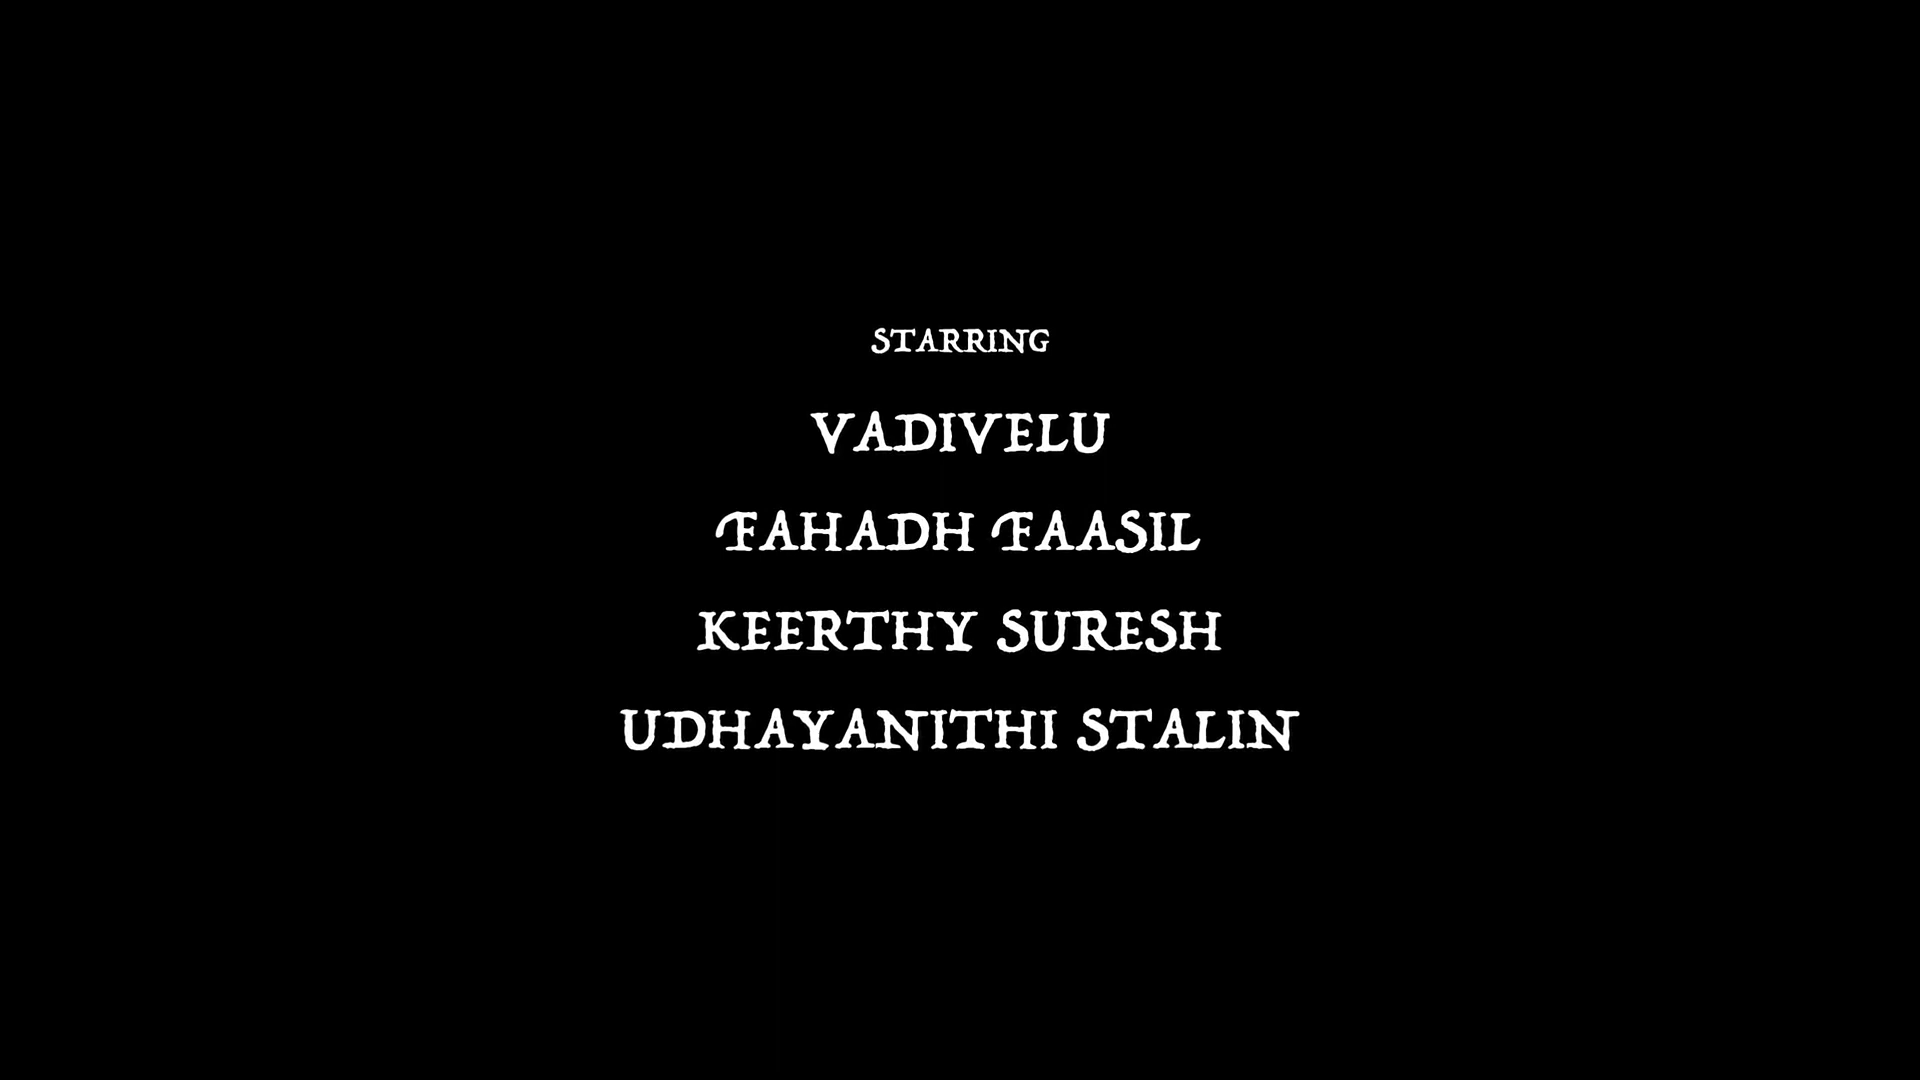 STARRING
VADIVELU
FAHADH FAASIL
KEERTHY SURESH
UDHAYANITHI STALIN